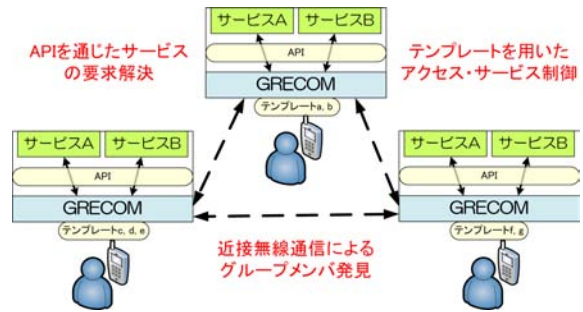 サービスA サービスB
API
GRECOM
テンプレートa, b
APIを通じたサービス
の要求解決
テンプレートを用いた
アクセス・サービス制御
サービスA サービスB
API
GRECOM
テンプレートc, d, e
サービスA サービスB
API
GRECOM
テンプレートf, g
近接無線通信による
グループメンバ発見